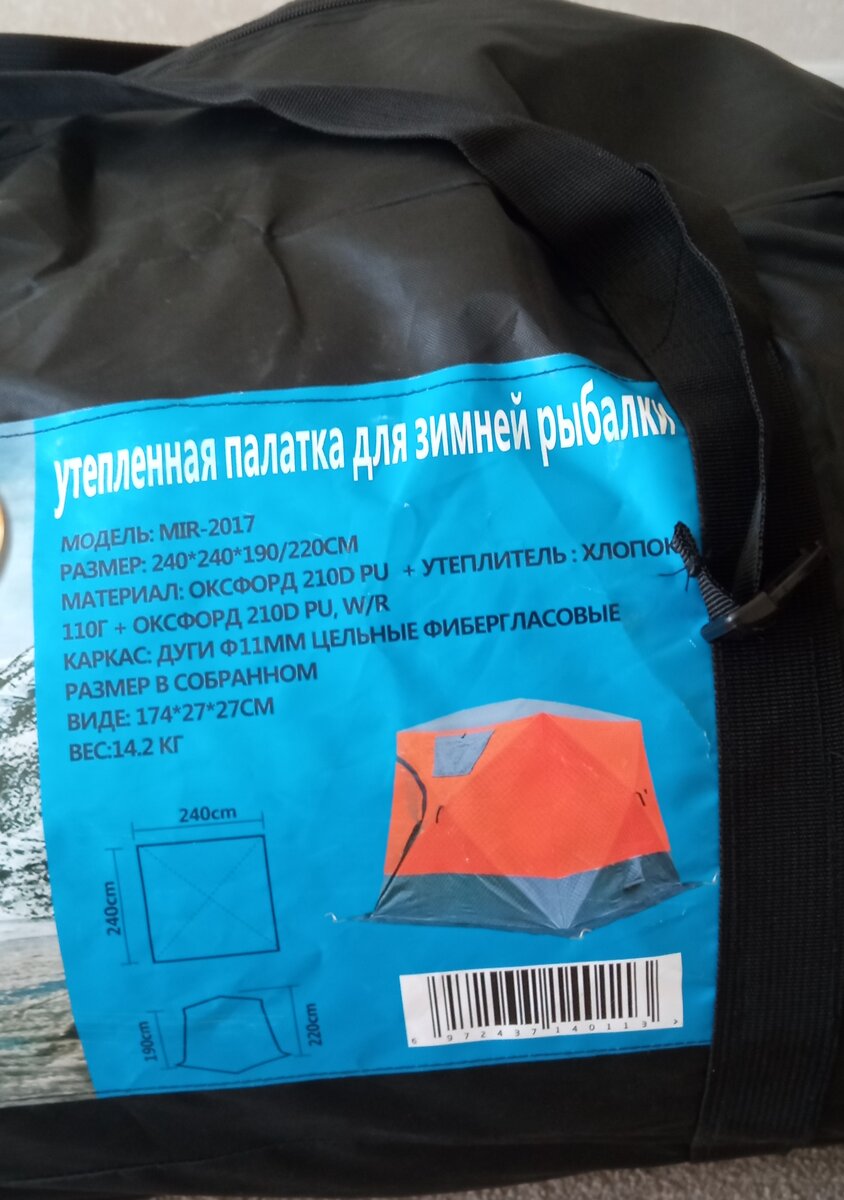 утепленная палатка для зимней рыбалки
МОДЕЛЬ: MIR-2017
РАЗМЕР: 240*240*190/220СМ
МАТЕРИАЛ: ОКСФОРД 210D PU + УТЕПЛИТЕЛЬ : ХЛОПОК
110Г + ОКСФОРД 210D PU, W/R
КАРКАС: ДУГИ Ф11ММ ЦЕЛЬНЫЕ ФИБЕРГЛАСОВЫЕ
РАЗМЕР В СОБРАННОМ
ВИДЕ: 174*27*27СМ
ВЕС:14.2 КГ
240cm
240cm
190cm
220cm
6 972437 140113 >